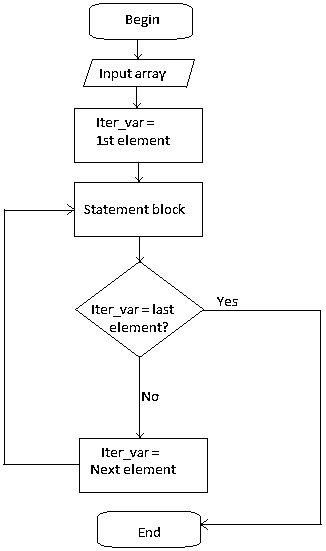 Begin
Input array
Iter_var =
1st element
Statement block
Iter_var = last
element?
Yes
No
Iter_var =
Next element
End